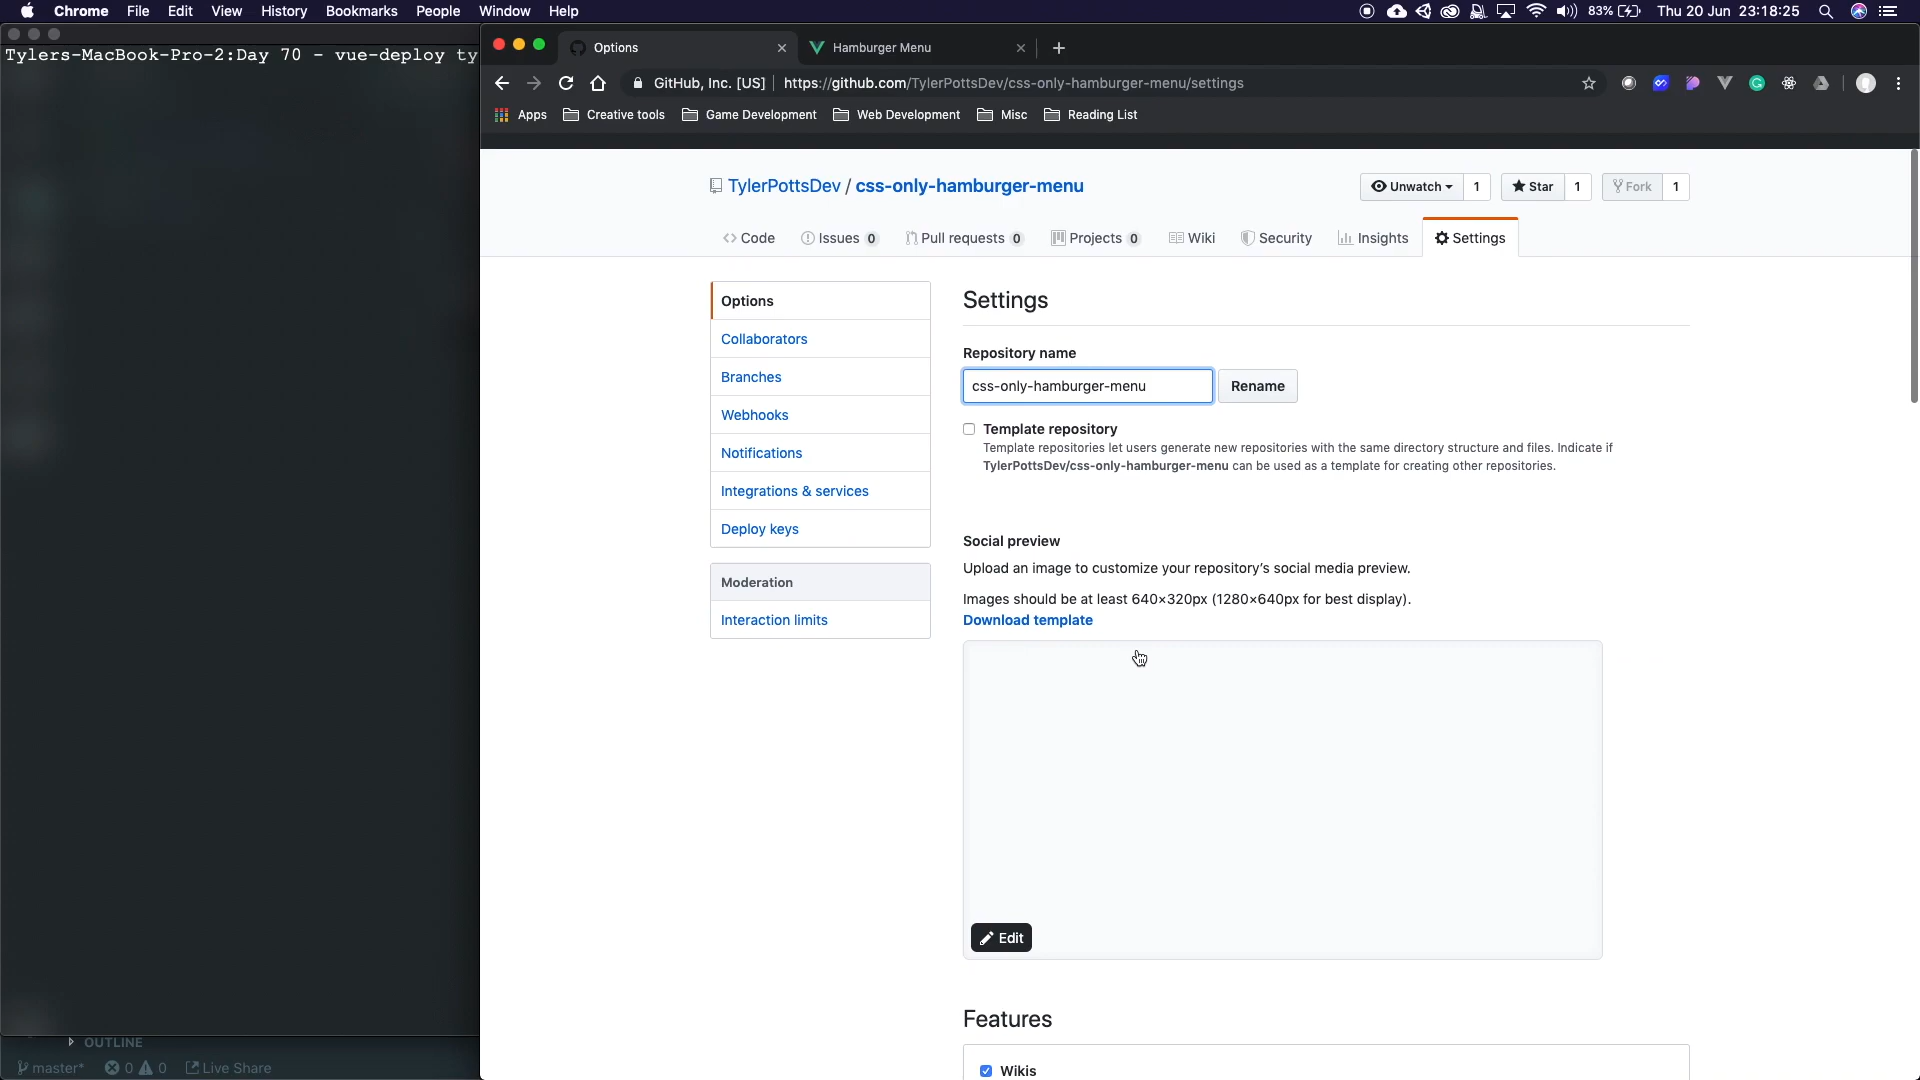 Chrome File Edit View History Bookmarks People Window Help 83% Thu 20 Jun 23:18:25
Tylers-MacBook-Pro-2:Day 70 - vue-deploy ty
Options Hamburger Menu
GitHub, Inc. [US] https://github.com/TylerPottsDev/css-only-hamburger-menu/settings
Apps Creative tools Game Development Web Development Misc Reading List
TylerPottsDev / css-only-hamburger-menu Unwatch 1 Star 1 Fork 1
Code Issues 0 Pull requests 0 Projects 0 Wiki Security Insights Settings
Options
Collaborators
Branches
Webhooks
Notifications
Integrations & services
Deploy keys
Moderation
Interaction limits
Settings
Repository name
css-only-hamburger-menu Rename
Template repository
Template repositories let users generate new repositories with the same directory structure and files. Indicate if
TylerPottsDev/css-only-hamburger-menu can be used as a template for creating other repositories.
Social preview
Upload an image to customize your repository's social media preview.
Images should be at least 640×320px (1280×640px for best display).
Download template
Edit
Features
Wikis
OUTLINE
master* 0 0 Live Share